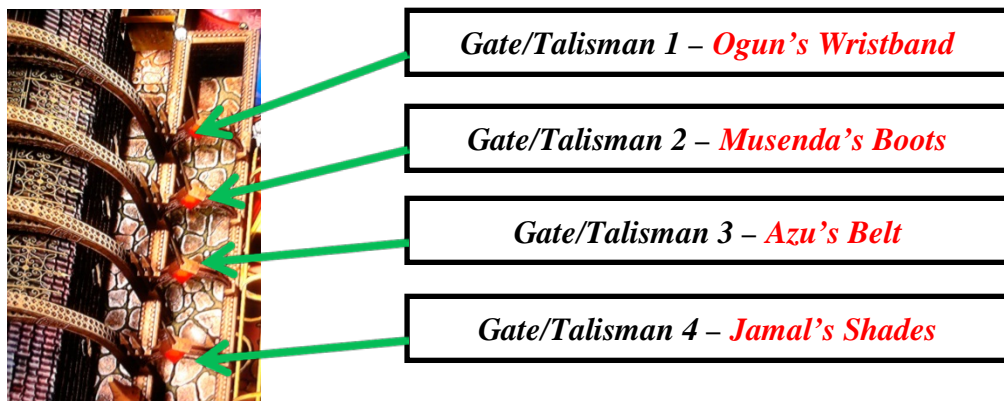 Gate/Talisman 1 – Ogun’s Wristband
Gate/Talisman 2 – Musenda’s Boots
Gate/Talisman 3 – Azu’s Belt
Gate/Talisman 4 – Jamal’s Shades